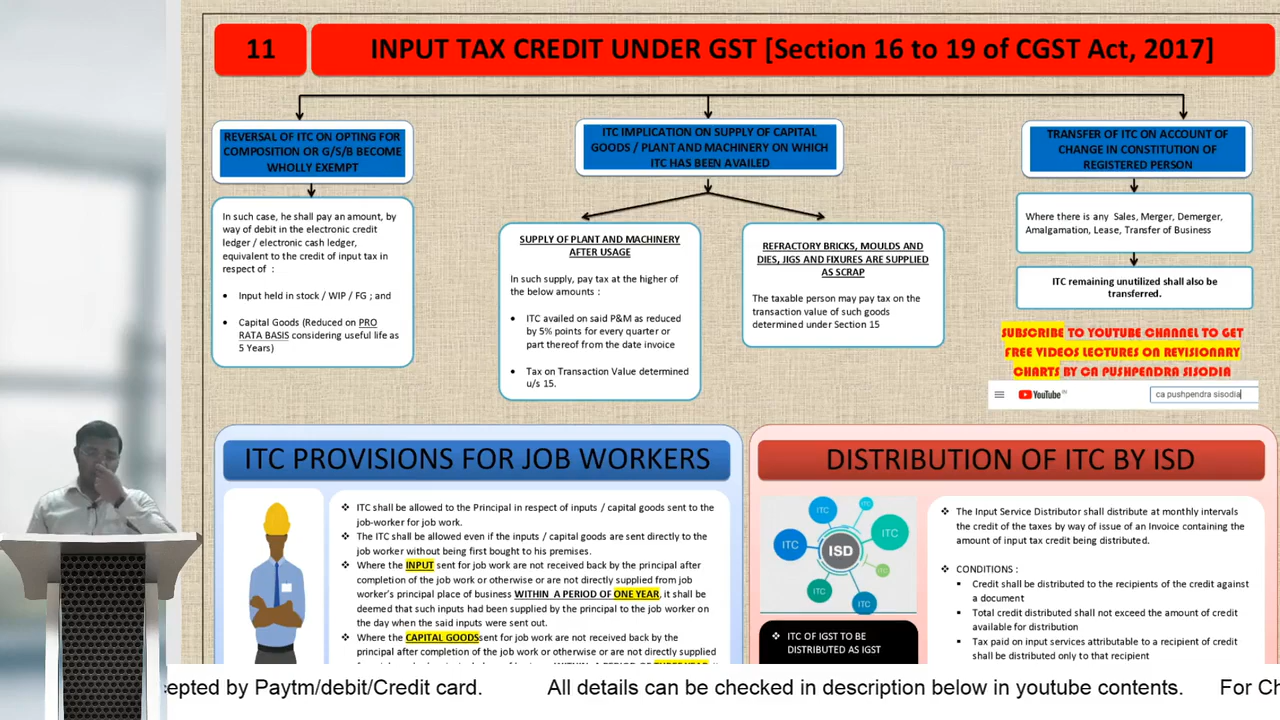 11
INPUT TAX CREDIT UNDER GST [Section 16 to 19 of CGST Act, 2017]
REVERSAL OF ITC ON OPTING FOR
COMPOSITION OR G/S/B BECOME
WHOLLY EXEMPT
In such case, he shall pay an amount, by
way of debit in the electronic credit
ledger / electronic cash ledger,
equivalent to the credit of input tax in
respect of :
• Input held in stock / WIP / FG ; and
• Capital Goods (Reduced on PRO
RATA BASIS considering useful life as
5 Years)
ITC IMPLICATION ON SUPPLY OF CAPITAL
GOODS / PLANT AND MACHINERY ON WHICH
ITC HAS BEEN AVAILED
SUPPLY OF PLANT AND MACHINERY
AFTER USAGE
In such supply, pay tax at the higher of
the below amounts :
• ITC availed on said P&M as reduced
by 5% points for every quarter or
part thereof from the date invoice
• Tax on Transaction Value determined
u/s 15.
REFRACTORY BRICKS, MOULDS AND
DIES, JIGS AND FIXURES ARE SUPPLIED
AS SCRAP
The taxable person may pay tax on the
transaction value of such goods
determined under Section 15
TRANSFER OF ITC ON ACCOUNT OF
CHANGE IN CONSTITUTION OF
REGISTERED PERSON
Where there is any Sales, Merger, Demerger,
Amalgamation, Lease, Transfer of Business
ITC remaining unutilized shall also be
transferred.
SUBSCRIBE TO YOUTUBE CHANNEL TO GET
FREE VIDEOS LECTURES ON REVISIONARY
CHARTS BY CA PUSHPENDRA SISODIA
YouTube IN
ca pushpendra sisodia
ITC PROVISIONS FOR JOB WORKERS
❖ ITC shall be allowed to the Principal in respect of inputs / capital goods sent to the
job-worker for job work.
❖ The ITC shall be allowed even if the inputs / capital goods are sent directly to the
job worker without being first bought to his premises.
❖ Where the INPUT sent for job work are not received back by the principal after
completion of the job work or otherwise or are not directly supplied from job
worker's principal place of business WITHIN A PERIOD OF ONE YEAR, it shall be
deemed that such inputs had been supplied by the principal to the job worker on
the day when the said inputs were sent out.
❖ Where the CAPITAL GOODSsent for job work are not received back by the
principal after completion of the job work or otherwise or are not directly supplied
DISTRIBUTION OF ITC BY ISD
ITC
ITC
ITC
ITC
ISD
ITC
ITC
ITC
❖ ITC OF IGST TO BE
DISTRIBUTED AS IGST
❖ The Input Service Distributor shall distribute at monthly intervals
the credit of the taxes by way of issue of an Invoice containing the
amount of input tax credit being distributed.
❖ CONDITIONS :
▪ Credit shall be distributed to the recipients of the credit against
a document
▪ Total credit distributed shall not exceed the amount of credit
available for distribution
▪ Tax paid on input services attributable to a recipient of credit
shall be distributed only to that recipient
cepted by Paytm/debit/Credit card. All details can be checked in description below in youtube contents. For Ch